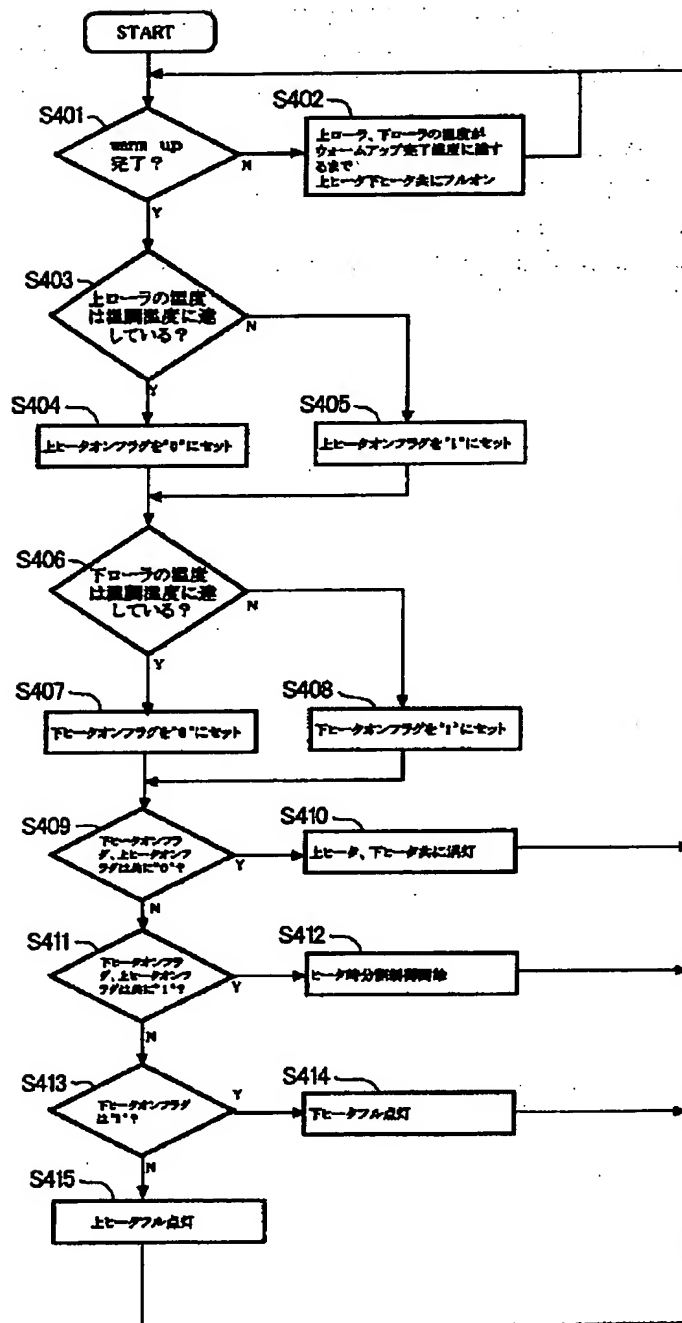 START
S401
warm up
完了？
N
Y
S402
上ローラ、下ローラの温度が
ウォームアップ完了温度に達す
るまで
上ヒータ下ヒータ共にフルオン
S403
上ローラの温度
は温調温度に達
している？
N
Y
S404
上ヒータオンフラグを"0"にセット
S405
上ヒータオンフラグを"1"にセット
S406
下ローラの温度
は温調温度に達
している？
N
Y
S407
下ヒータオンフラグを"0"にセット
S408
下ヒータオンフラグを"1"にセット
S409
下ヒータオンフラ
グ、上ヒータオンフ
ラグは共に"0"？
Y
N
S410
上ヒータ、下ヒータ共に消灯
S411
下ヒータオンフラ
グ、上ヒータオンフ
ラグは共に"1"？
Y
N
S412
ヒータ時分割制御開始
S413
下ヒータオンフラグ
は"1"？
Y
N
S414
下ヒータフル点灯
S415
上ヒータフル点灯